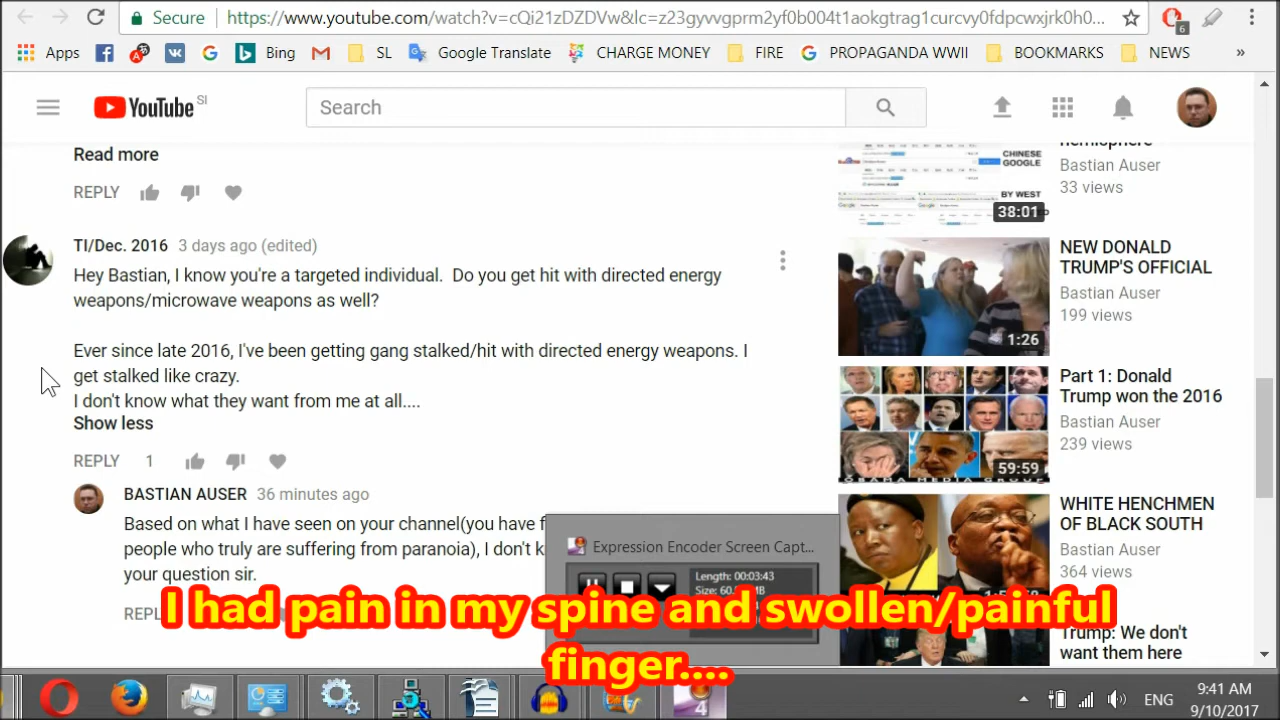 Secure
https://www.youtube.com/watch?v=cQi21zDZDVw&lc=z23gyvvgprm2yf0b004t1aokgtrag1curcvy0fdpcwxjrk0h0...
6
Apps
Bing
SL
Google Translate
CHARGE MONEY
FIRE
PROPAGANDA WWII
BOOKMARKS
NEWS
»
YouTube SI
Search
Read more
REPLY
TI/Dec. 2016 3 days ago (edited)
Hey Bastian, I know you're a targeted individual. Do you get hit with directed energy
weapons/microwave weapons as well?
Ever since late 2016, I've been getting gang stalked/hit with directed energy weapons. I
get stalked like crazy.
I don't know what they want from me at all....
Show less
REPLY 1
BASTIAN AUSER 36 minutes ago
Based on what I have seen on your channel(you have f
people who truly are suffering from paranoia), I don't k
your question sir.
REPL
Expression Encoder Screen Capt...
Length: 00:03:43
Size: 60.
I had pain in my spine and swollen/painful
finger....
CHINESE
GOOGLE
BY WEST
38:01
hemisphere
Bastian Auser
33 views
1:26
NEW DONALD
TRUMP'S OFFICIAL
Bastian Auser
199 views
59:59
OBAMA MEDIA GROUP
Part 1: Donald
Trump won the 2016
Bastian Auser
239 views
WHITE HENCHMEN
OF BLACK SOUTH
Bastian Auser
364 views
Trump: We don't
want them here
4
ENG
9:41 AM
9/10/2017